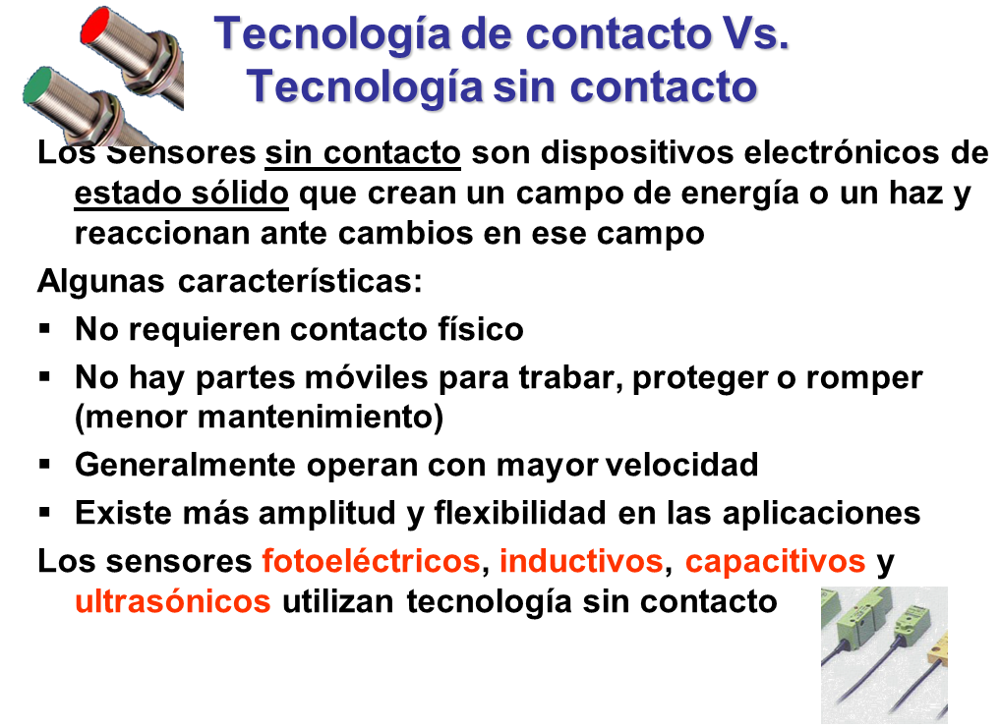 Tecnología de contacto Vs.
Tecnología sin contacto
Los Sensores sin contacto son dispositivos electrónicos de
estado sólido que crean un campo de energía o un haz y
reaccionan ante cambios en ese campo
Algunas características:
▪ No requieren contacto físico
▪ No hay partes móviles para trabar, proteger o romper
(menor mantenimiento)
▪ Generalmente operan con mayor velocidad
▪ Existe más amplitud y flexibilidad en las aplicaciones
Los sensores fotoeléctricos, inductivos, capacitivos y
ultrasónicos utilizan tecnología sin contacto